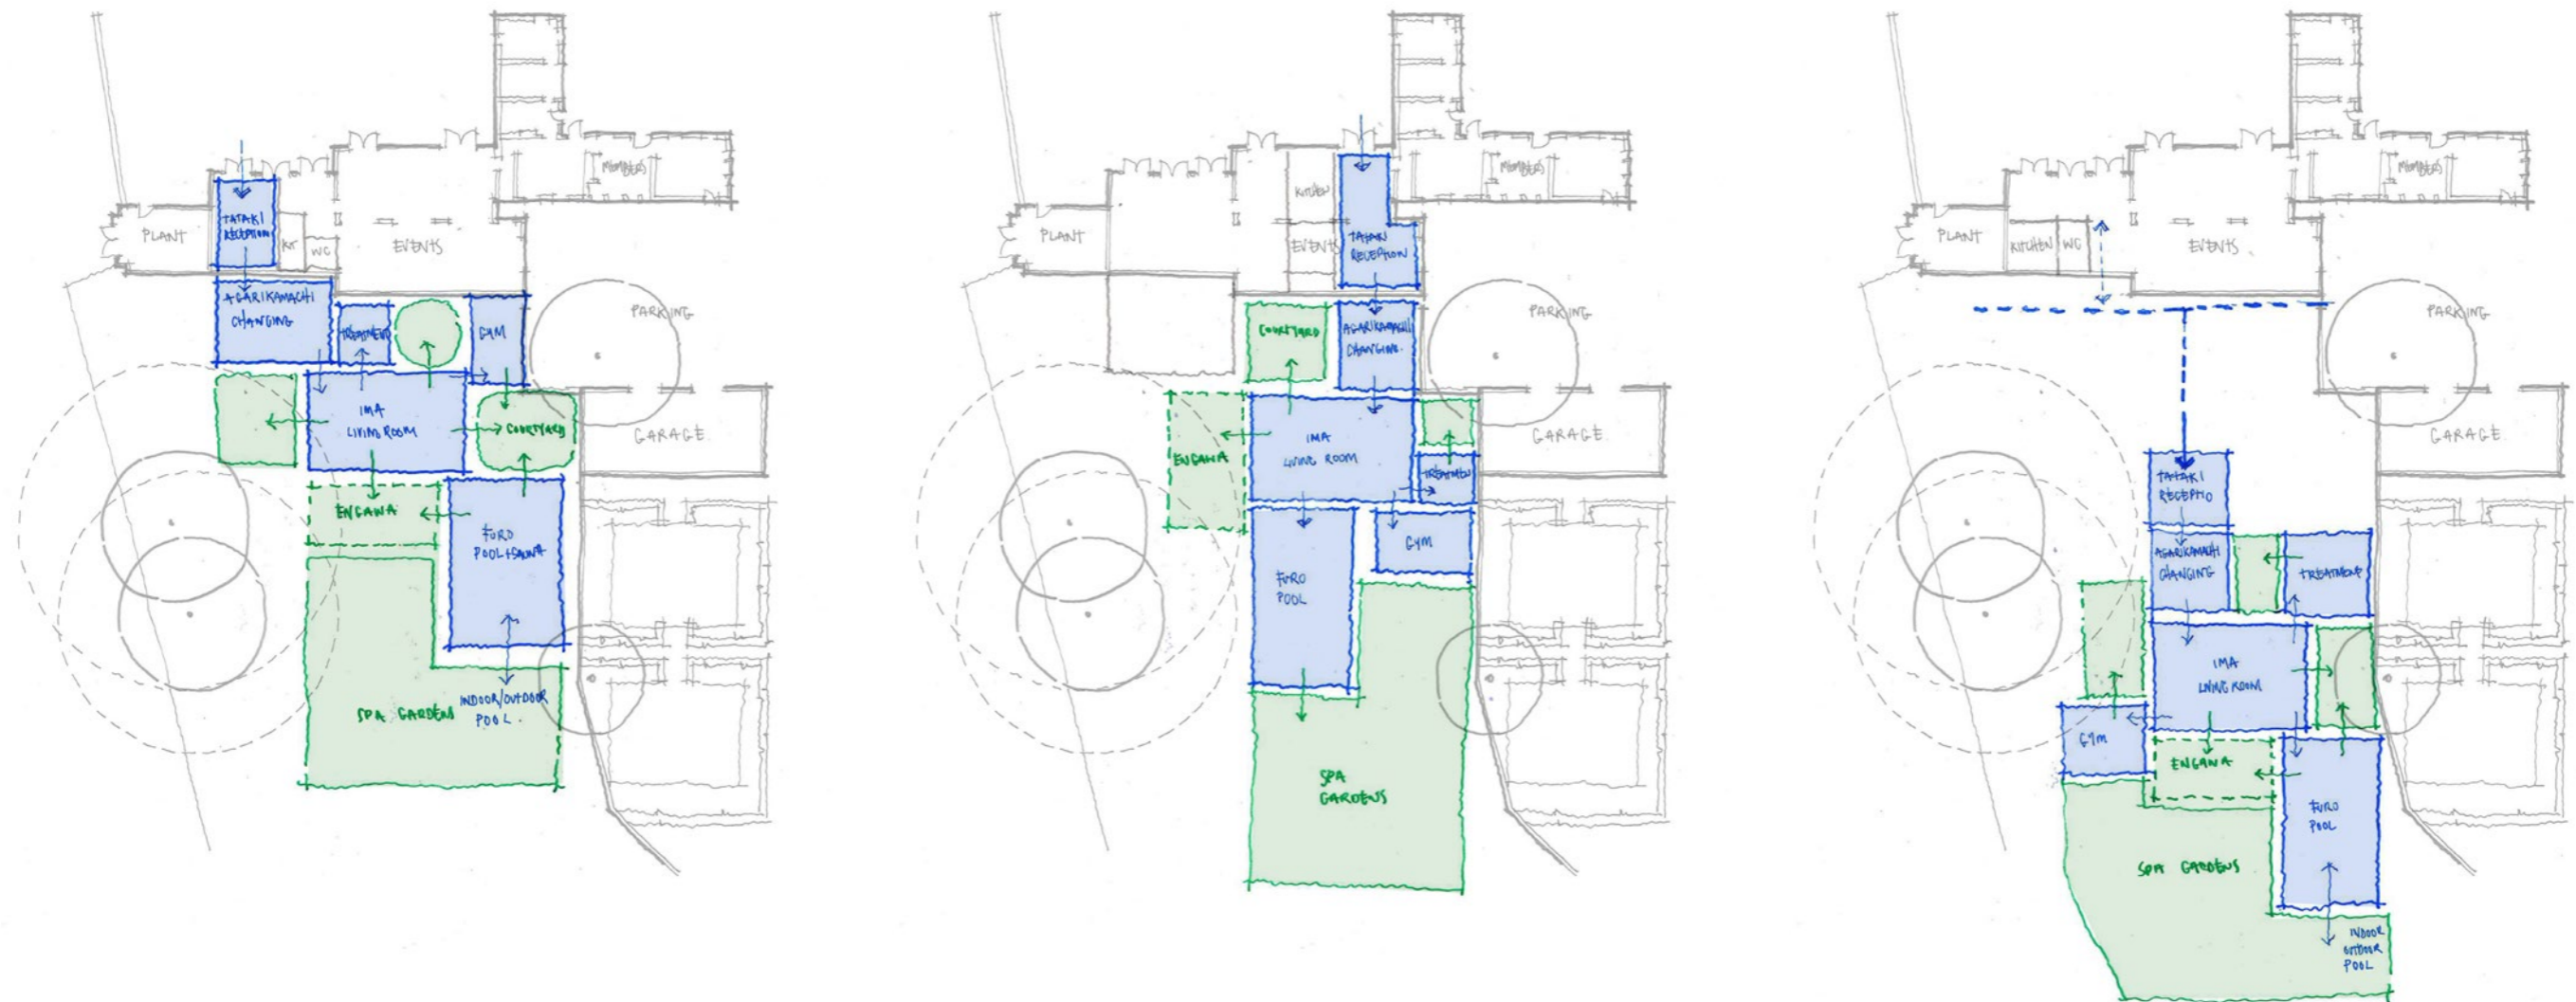 MEMBERS
PLANT
TATAKI
RECEPTION
KIT
WC
EVENTS
AGARIKAMACHI
CHANGING
TREATMENT
GYM
PARKING
IMA
LIVING ROOM
COURTYARD
GARAGE
ENGAWA
FURO
POOL+SAUNA
SPA GARDENS
INDOOR/OUTDOOR
POOL.
MEMBERS
KITCHEN
PLANT
EVENTS
TATAKI
RECEPTION
COURTYARD
AGARIKAMACHI
CHANGING.
PARKING
ENGAWA
IMA
LIVING ROOM
TREATMEN
GARAGE
FURO
POOL
GYM
SPA
GARDENS
MEMBERS
PLANT
KITCHEN
WC
EVENTS
PARKING
GARAGE
TATAKI
RECEPTIO
AGARIKAMACHI
CHANGING
TREATMENT
IMA
LIVING ROOM
GYM
ENGAWA
FURO
POOL
SPA GARDENS
INDOOR
OUTDOOR
POOL